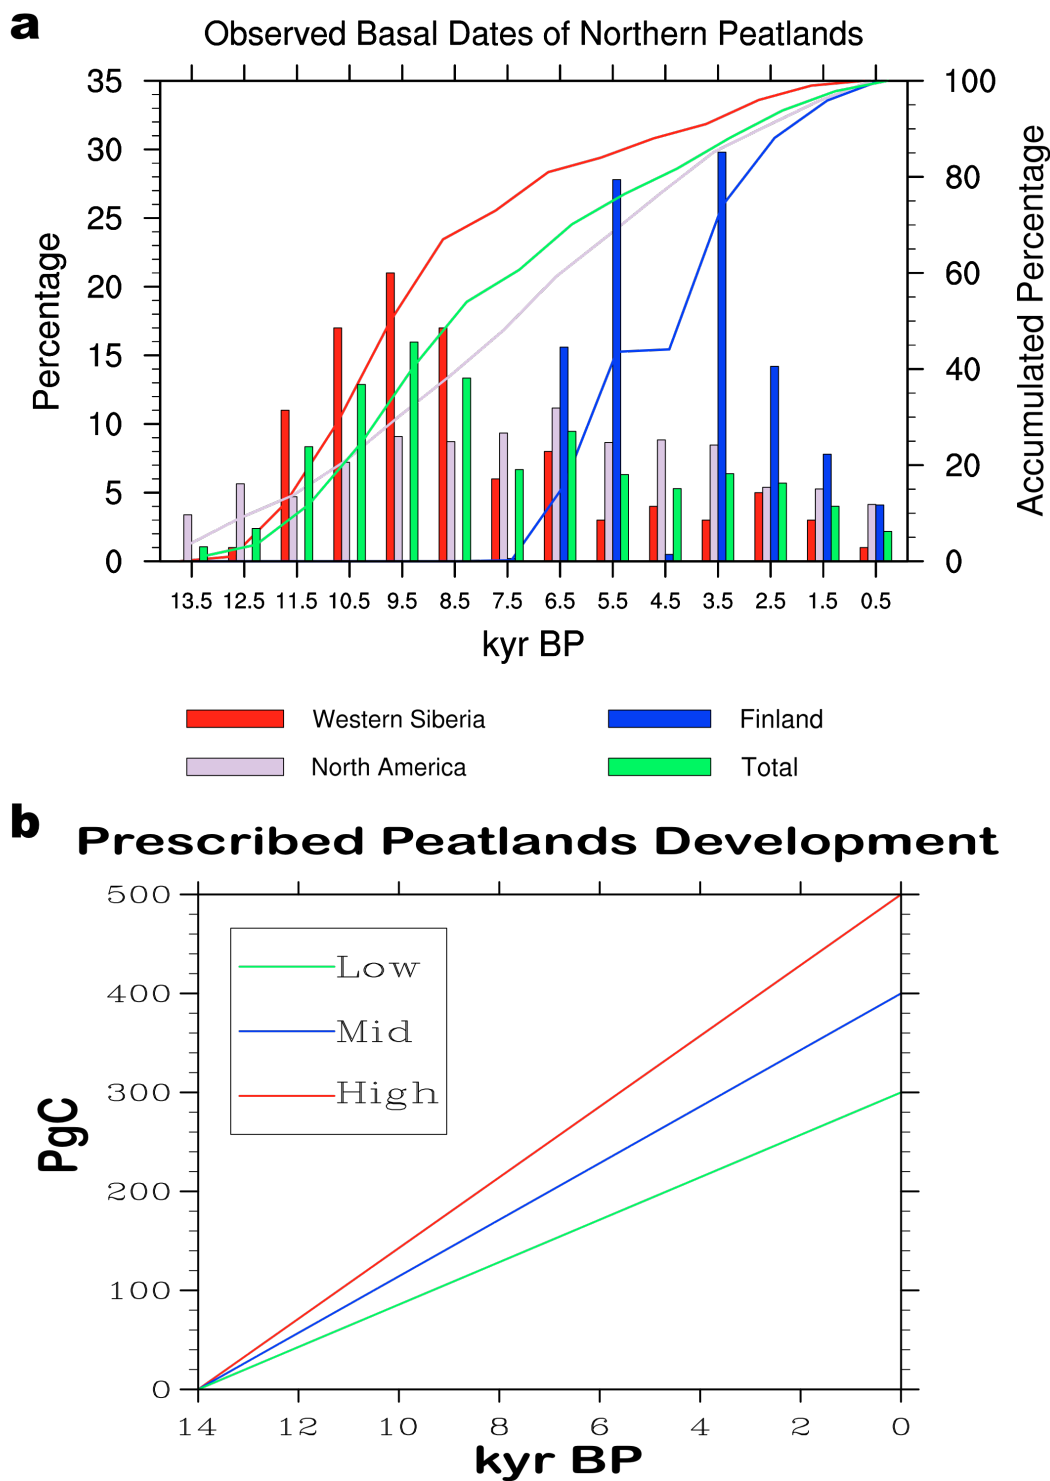 a
Observed Basal Dates of Northern Peatlands
35
30
25
20
15
10
5
0
Percentage
100
80
60
40
20
0
Accumulated Percentage
13.5 12.5 11.5 10.5 9.5 8.5 7.5 6.5 5.5 4.5 3.5 2.5 1.5 0.5
kyr BP
Western Siberia
Finland
North America
Total
b
Prescribed Peatlands Development
500
400
300
200
100
0
PgC
Low
Mid
High
14 12 10 8 6 4 2 0
kyr BP